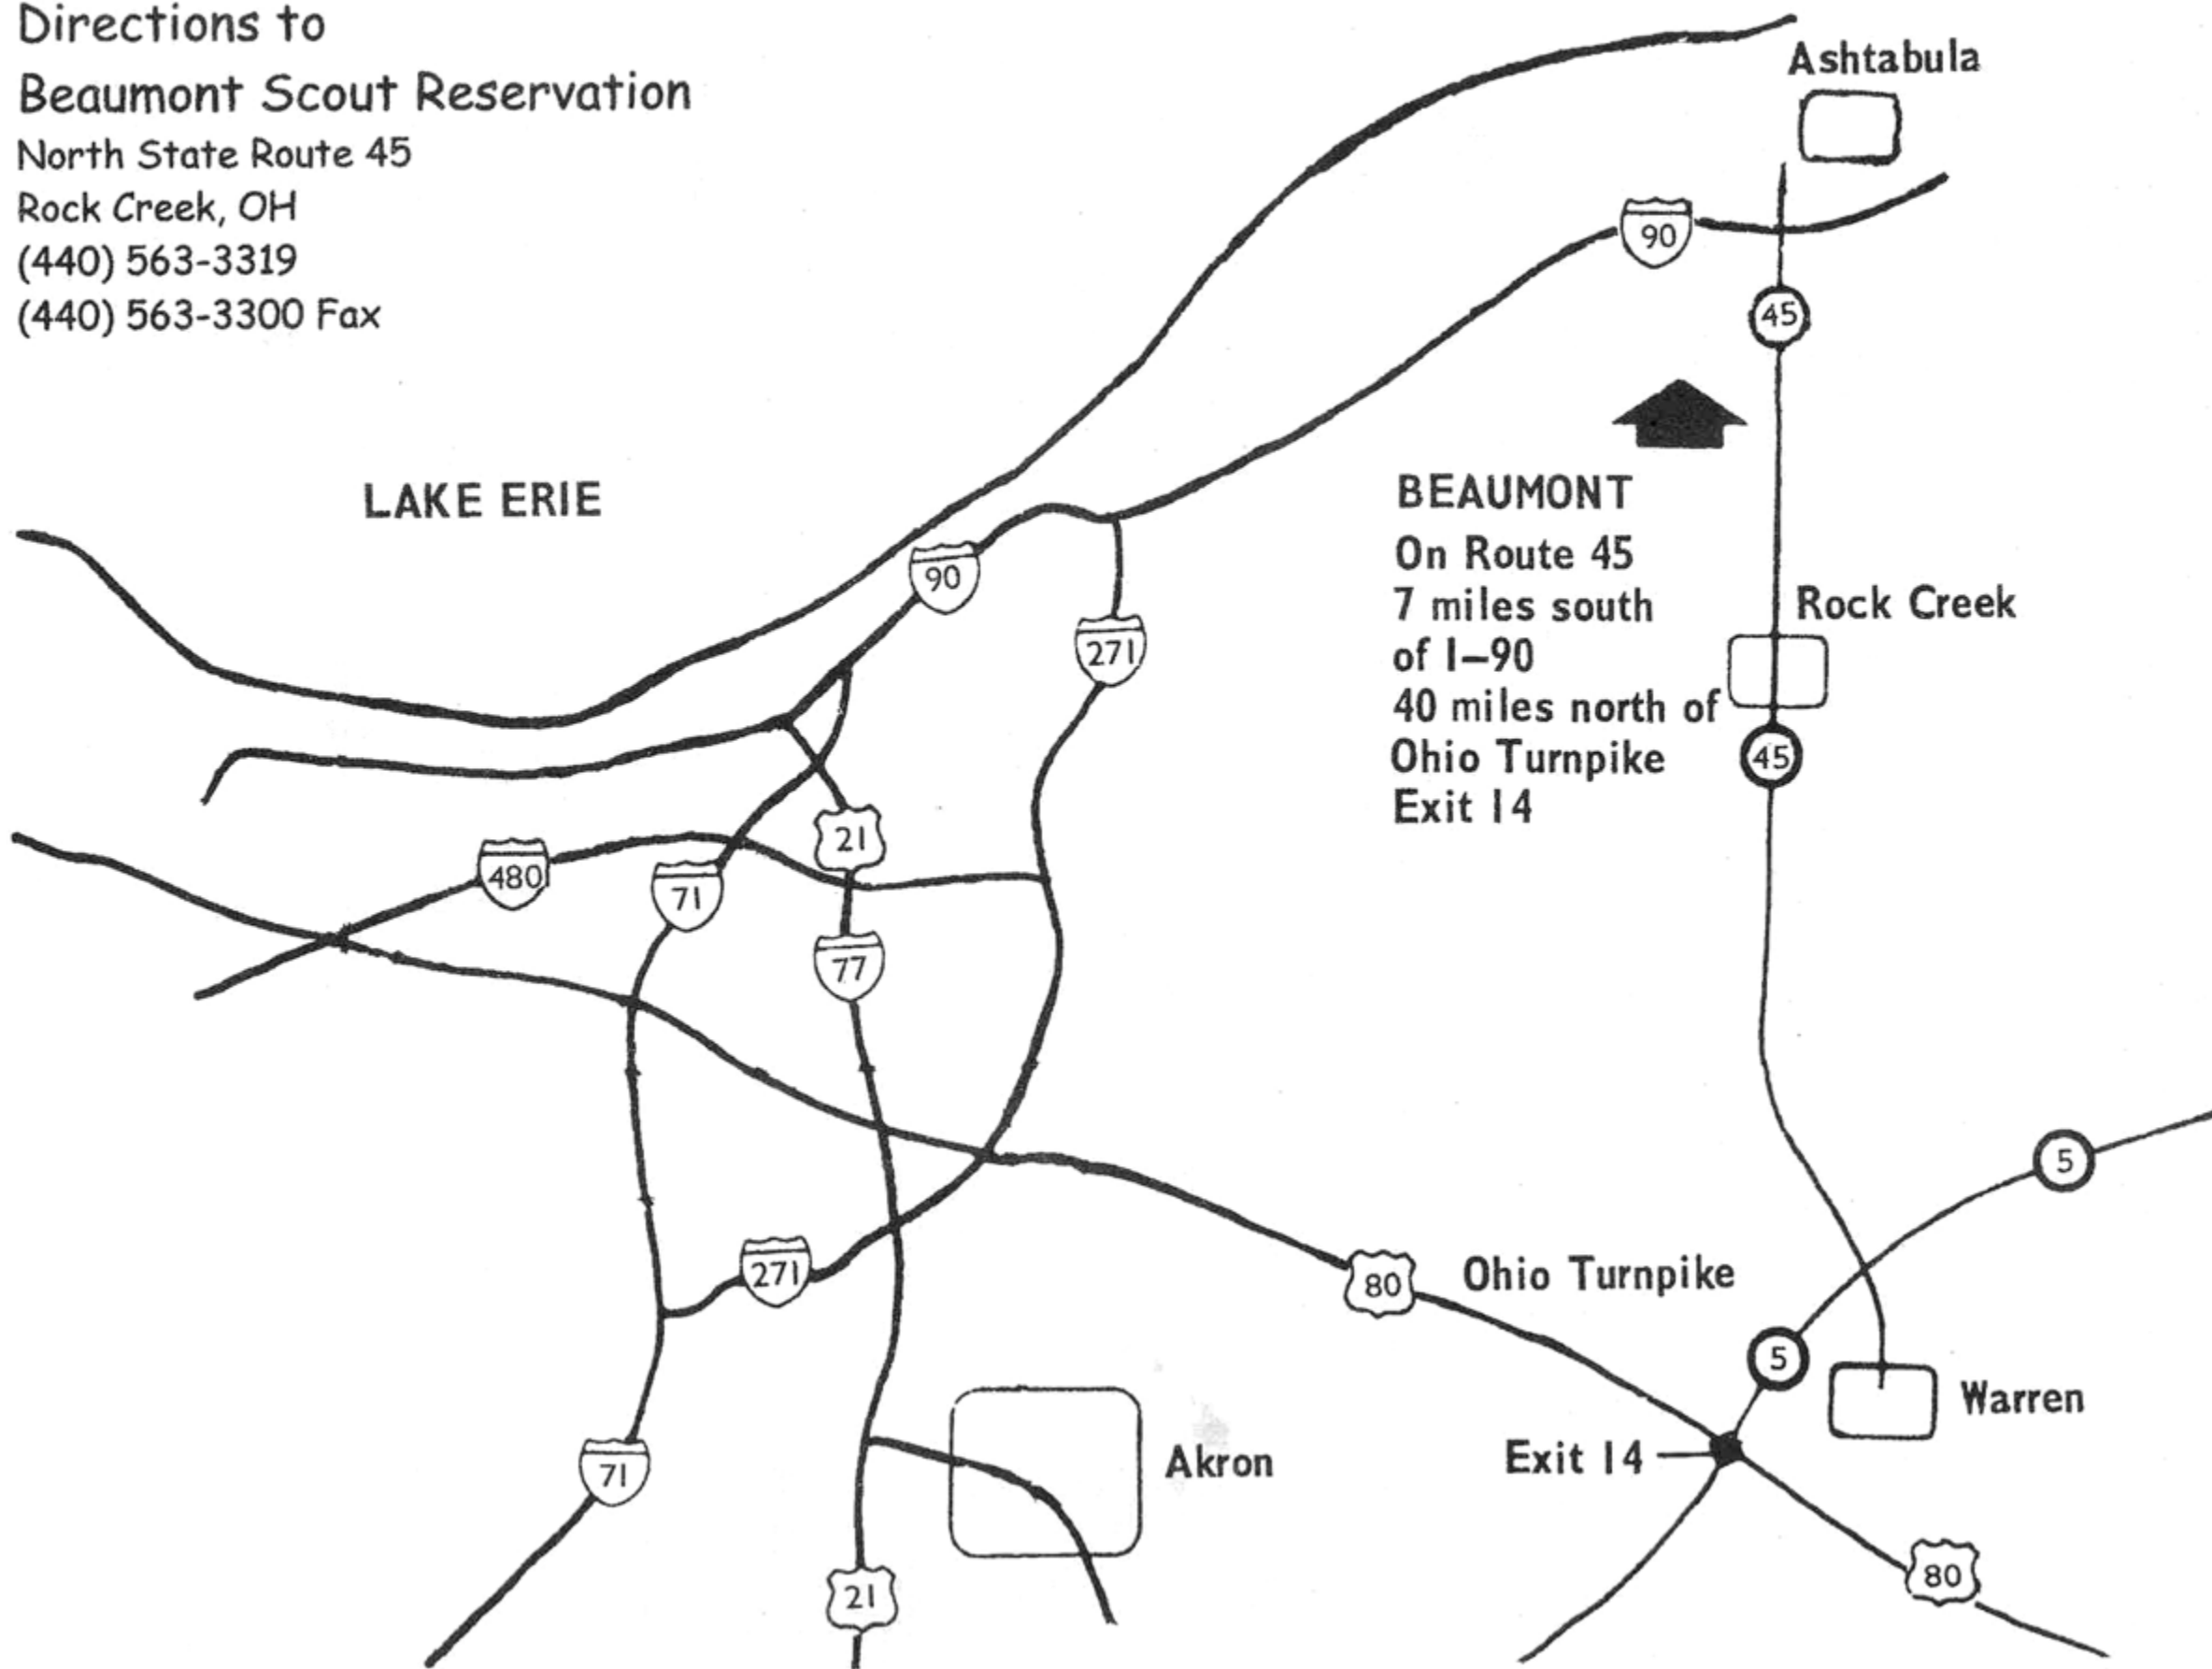 Directions to
Beaumont Scout Reservation
North State Route 45
Rock Creek, OH
(440) 563-3319
(440) 563-3300 Fax
Ashtabula
90
45
LAKE ERIE
BEAUMONT
On Route 45
7 miles south
of I-90
40 miles north of
Ohio Turnpike
Exit 14
90
271
Rock Creek
45
21
480
71
77
5
271
80
Ohio Turnpike
5
Warren
Exit 14
Akron
71
80
21